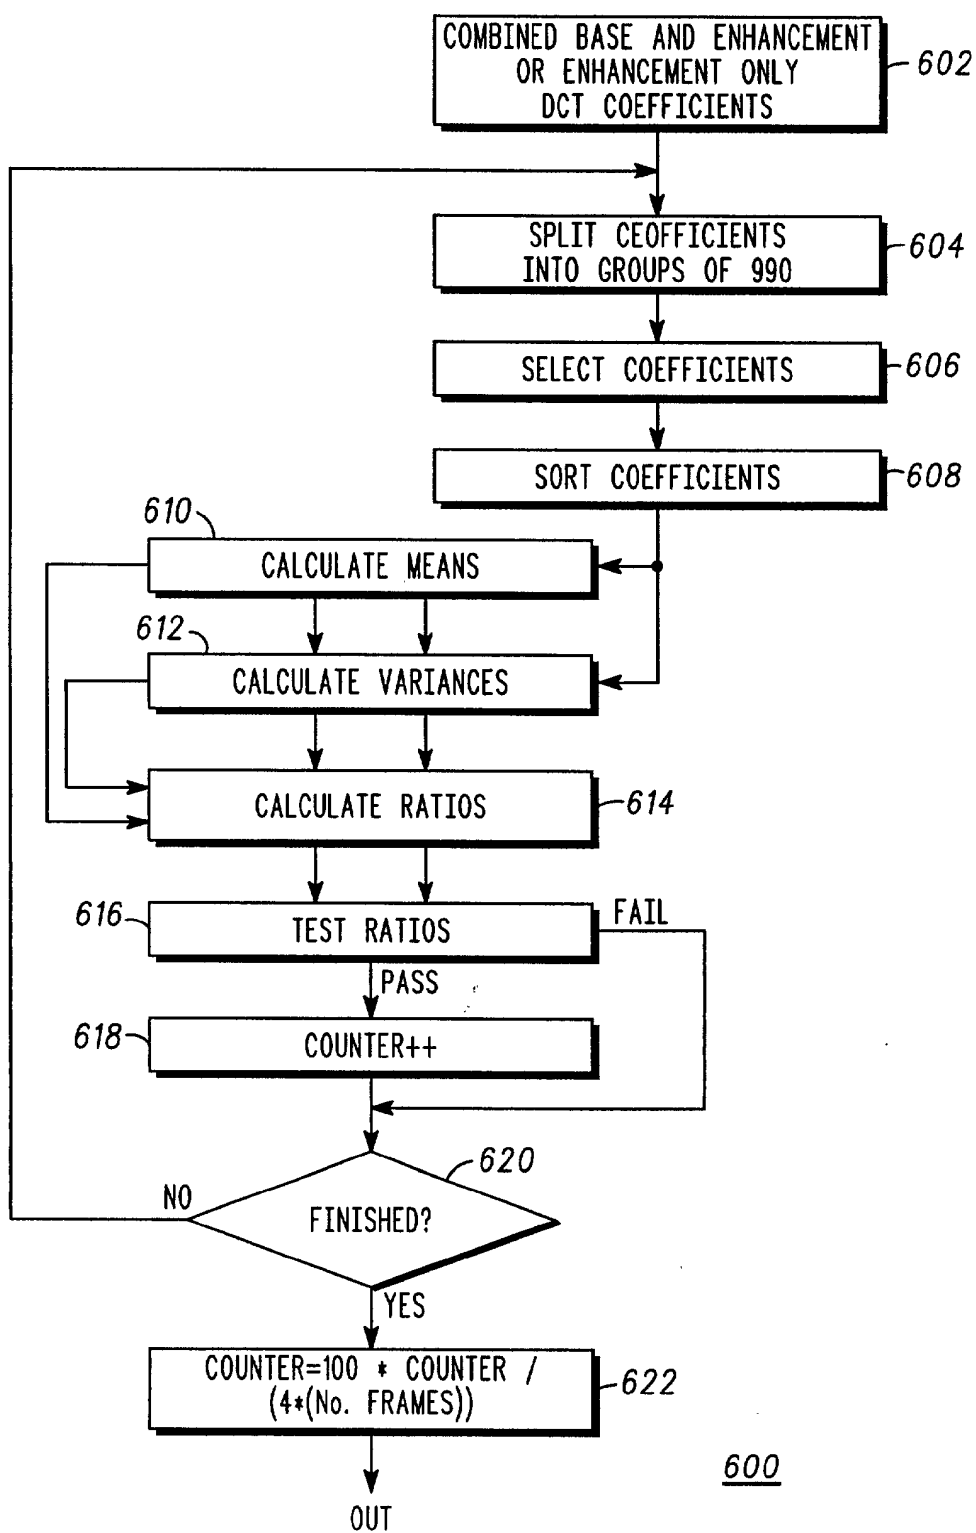 COMBINED BASE AND ENHANCEMENT
OR ENHANCEMENT ONLY
DCT COEFFICIENTS
602
SPLIT CEOFFICIENTS
INTO GROUPS OF 990
604
SELECT COEFFICIENTS
606
SORT COEFFICIENTS
608
610
CALCULATE MEANS
612
CALCULATE VARIANCES
CALCULATE RATIOS
614
616
TEST RATIOS
FAIL
PASS
618
COUNTER++
620
NO
FINISHED?
YES
COUNTER=100 * COUNTER /
(4*(No. FRAMES))
622
600
OUT